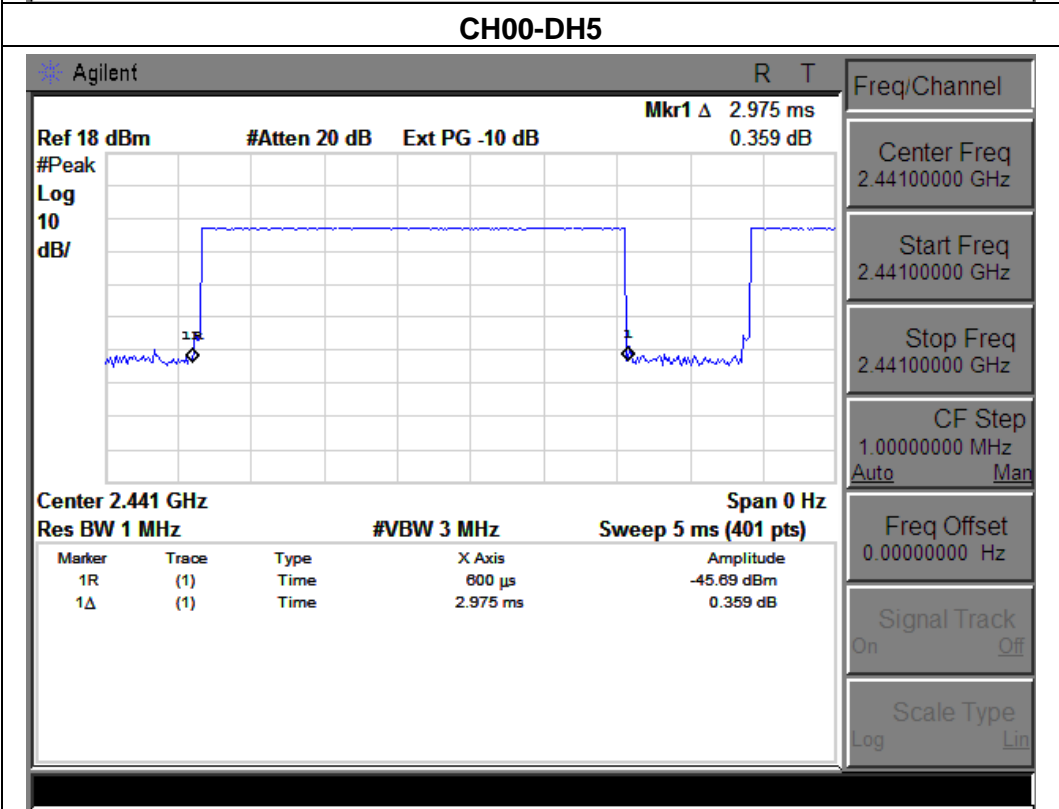 CH00-DH5
Agilent
R T
Mkr1 Δ 2.975 ms
Ref 18 dBm #Atten 20 dB Ext PG -10 dB 0.359 dB
#Peak
Log
10
dB/
1R
1
Center 2.441 GHz Span 0 Hz
Res BW 1 MHz #VBW 3 MHz Sweep 5 ms (401 pts)
Marker Trace Type X Axis Amplitude
1R (1) Time 600 µs -45.69 dBm
1Δ (1) Time 2.975 ms 0.359 dB
Freq/Channel
Center Freq
2.44100000 GHz
Start Freq
2.44100000 GHz
Stop Freq
2.44100000 GHz
CF Step
1.00000000 MHz
Auto Man
Freq Offset
0.00000000 Hz
Signal Track
On Off
Scale Type
Log Lin